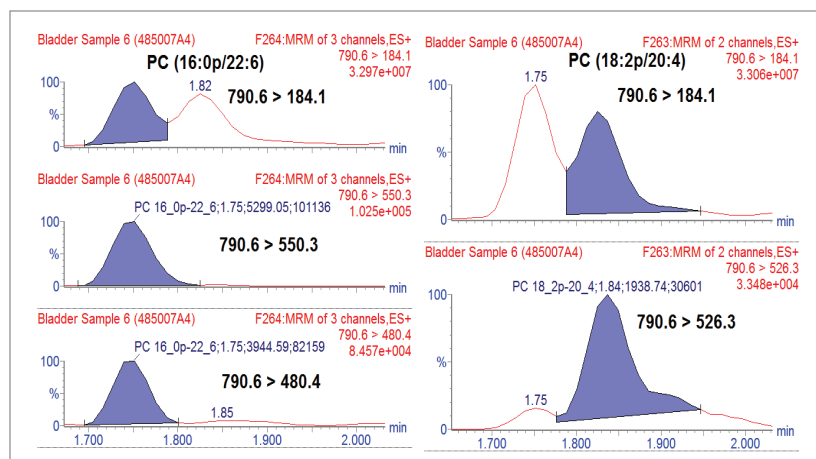 Bladder Sample 6 (485007A4)
F264:MRM of 3 channels,ES+
790.6 > 184.1
3.297e+007
PC (16:0p/22:6)
1.82
790.6 > 184.1
100
%
0
min
Bladder Sample 6 (485007A4)
F264:MRM of 3 channels,ES+
790.6 > 550.3
1.025e+005
PC 16_0p-22_6;1.75;5299.05;101136
790.6 > 550.3
100
%
0
min
Bladder Sample 6 (485007A4)
F264:MRM of 3 channels,ES+
790.6 > 480.4
8.457e+004
PC 16_0p-22_6;1.75;3944.59;82159
790.6 > 480.4
1.85
100
%
0
min
1.700 1.800 1.900 2.000
Bladder Sample 6 (485007A4)
F263:MRM of 2 channels,ES+
790.6 > 184.1
3.306e+007
PC (18:2p/20:4)
1.75
790.6 > 184.1
100
%
0
min
Bladder Sample 6 (485007A4)
F263:MRM of 2 channels,ES+
790.6 > 526.3
3.348e+004
PC 18_2p-20_4;1.84;1938.74;30601
790.6 > 526.3
1.75
100
%
0
min
1.700 1.800 1.900 2.000